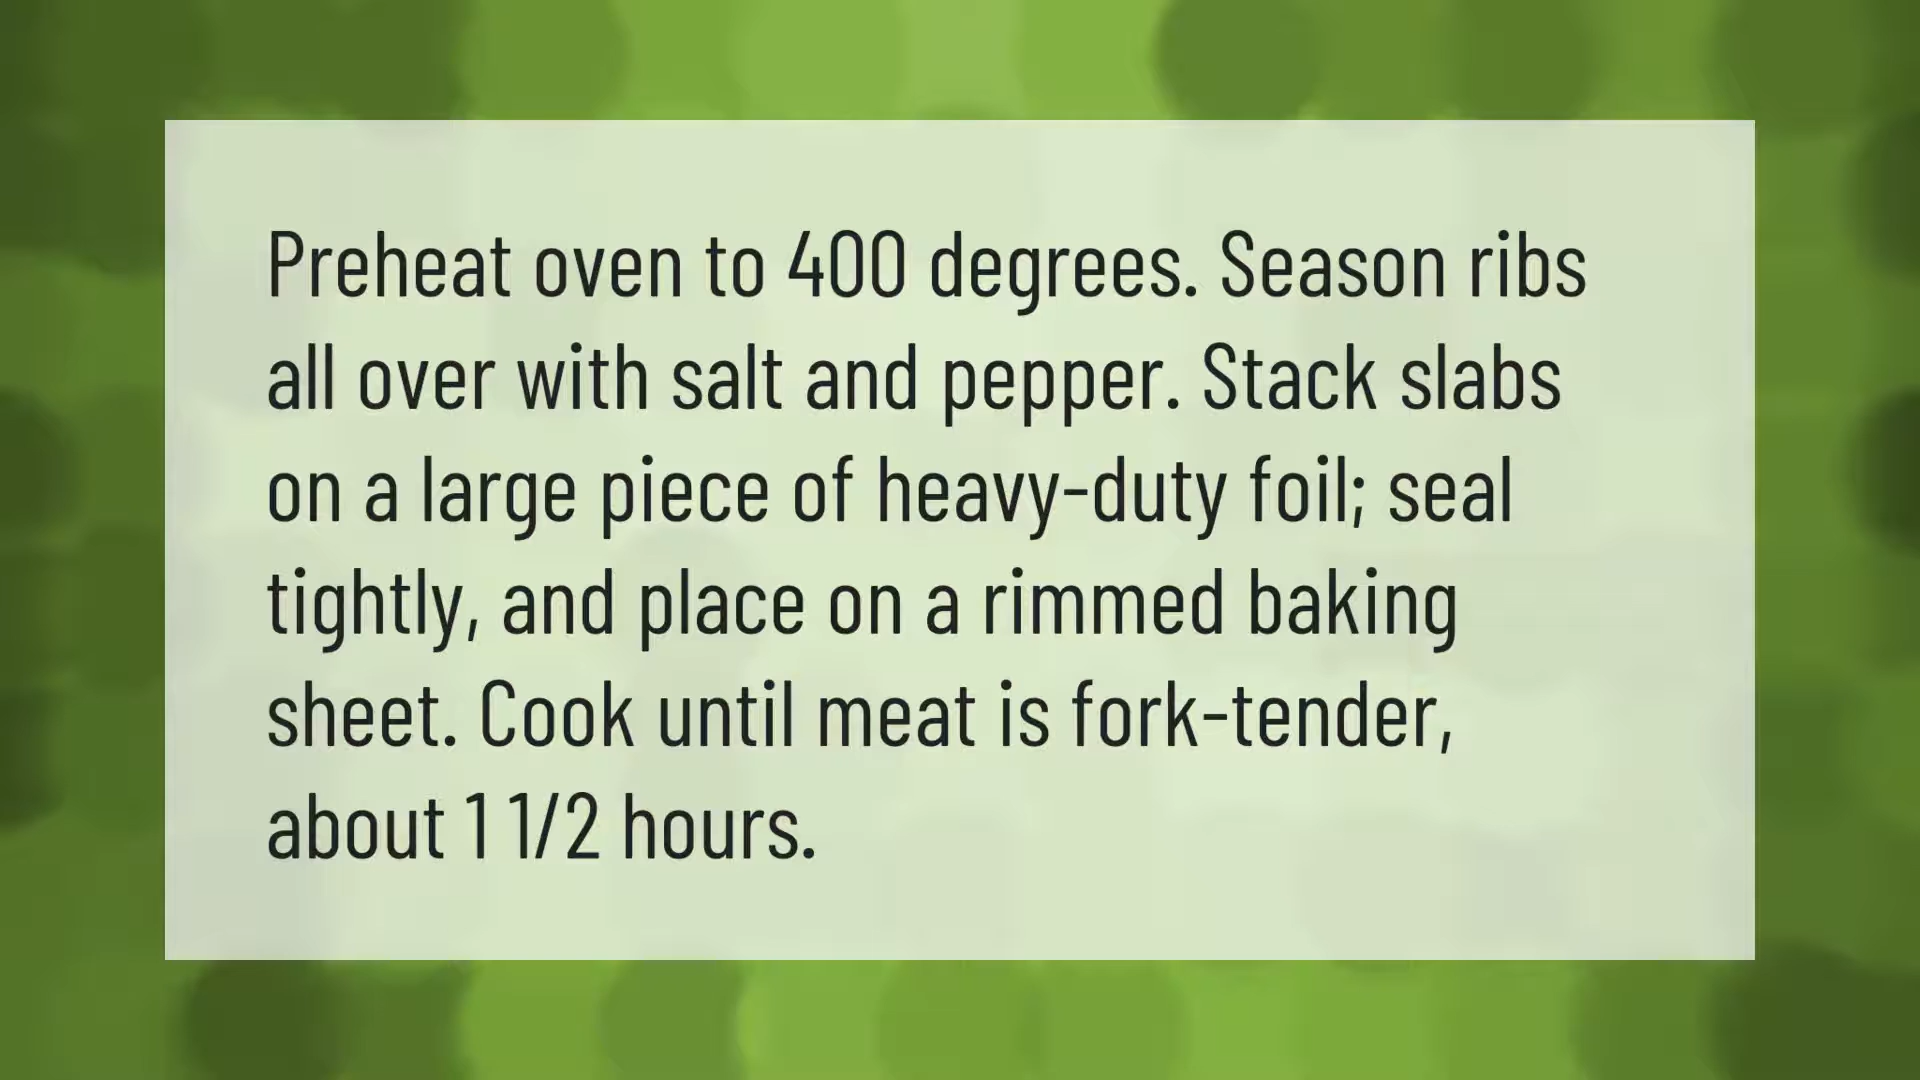 Preheat oven to 400 degrees. Season ribs
all over with salt and pepper. Stack slabs
on a large piece of heavy-duty foil; seal
tightly, and place on a rimmed baking
sheet. Cook until meat is fork-tender,
about 1 1/2 hours.